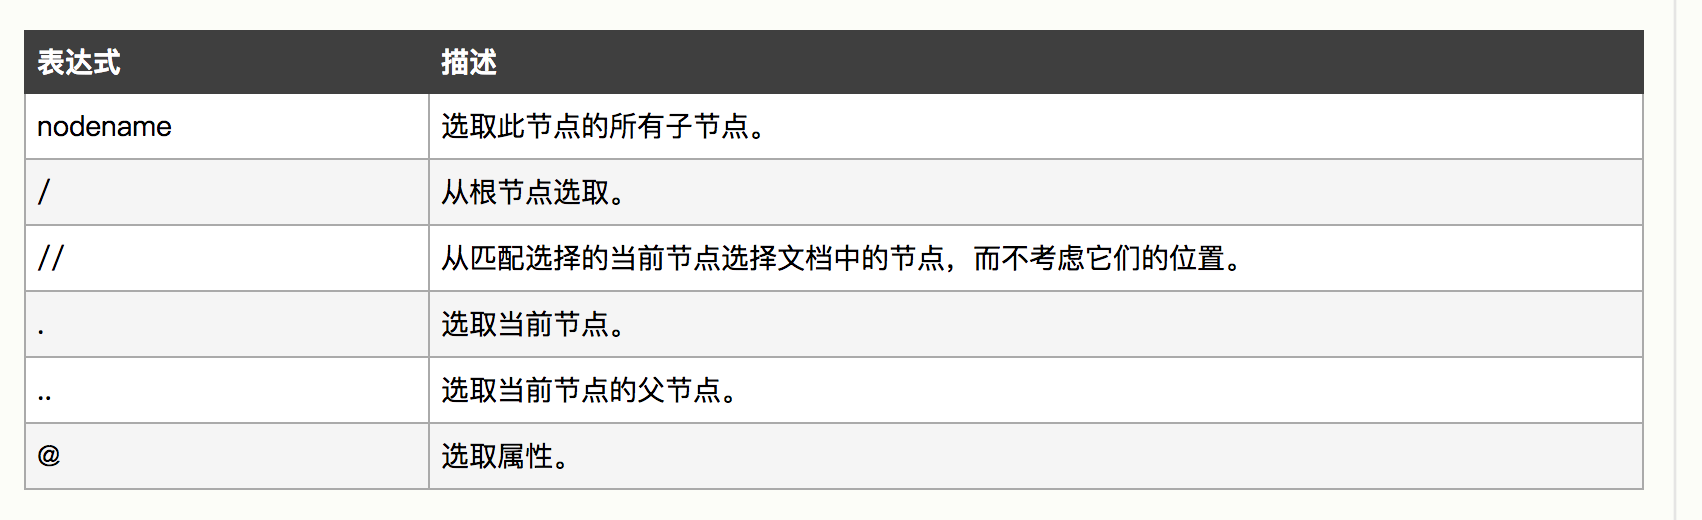 表达式 描述
nodename 选取此节点的所有子节点。
/ 从根节点选取。
// 从匹配选择的当前节点选择文档中的节点，而不考虑它们的位置。
. 选取当前节点。
.. 选取当前节点的父节点。
@ 选取属性。